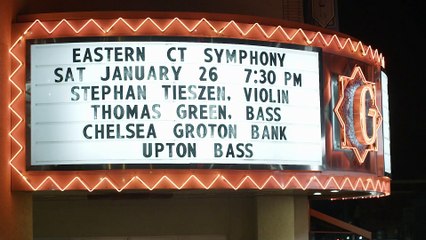 EASTERN CT SYMPHONY
SAT JANUARY 26 7:30 PM
STEPHAN TIESZEN, VIOLIN
THOMAS GREEN, BASS
CHELSEA GROTON BANK
UPTON BASS
G